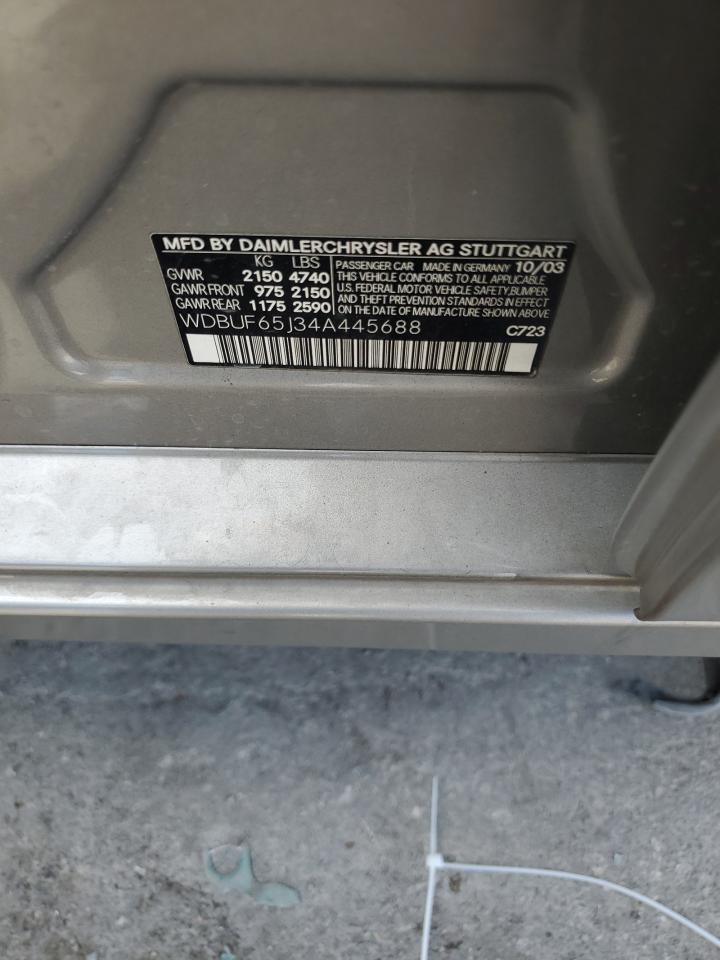 MFD BY DAIMLERCHRYSLER AG STUTTGART
KG LBS
GVWR 2150 4740
GAWR FRONT 975 2150
GAWR REAR 1175 2590
PASSENGER CAR MADE IN GERMANY 10/03
THIS VEHICLE CONFORMS TO ALL APPLICABLE
U.S. FEDERAL MOTOR VEHICLE SAFETY, BUMPER
AND THEFT PREVENTION STANDARDS IN EFFECT
ON THE DATE OF MANUFACTURE SHOWN ABOVE
WDBUF65J34A445688
C723